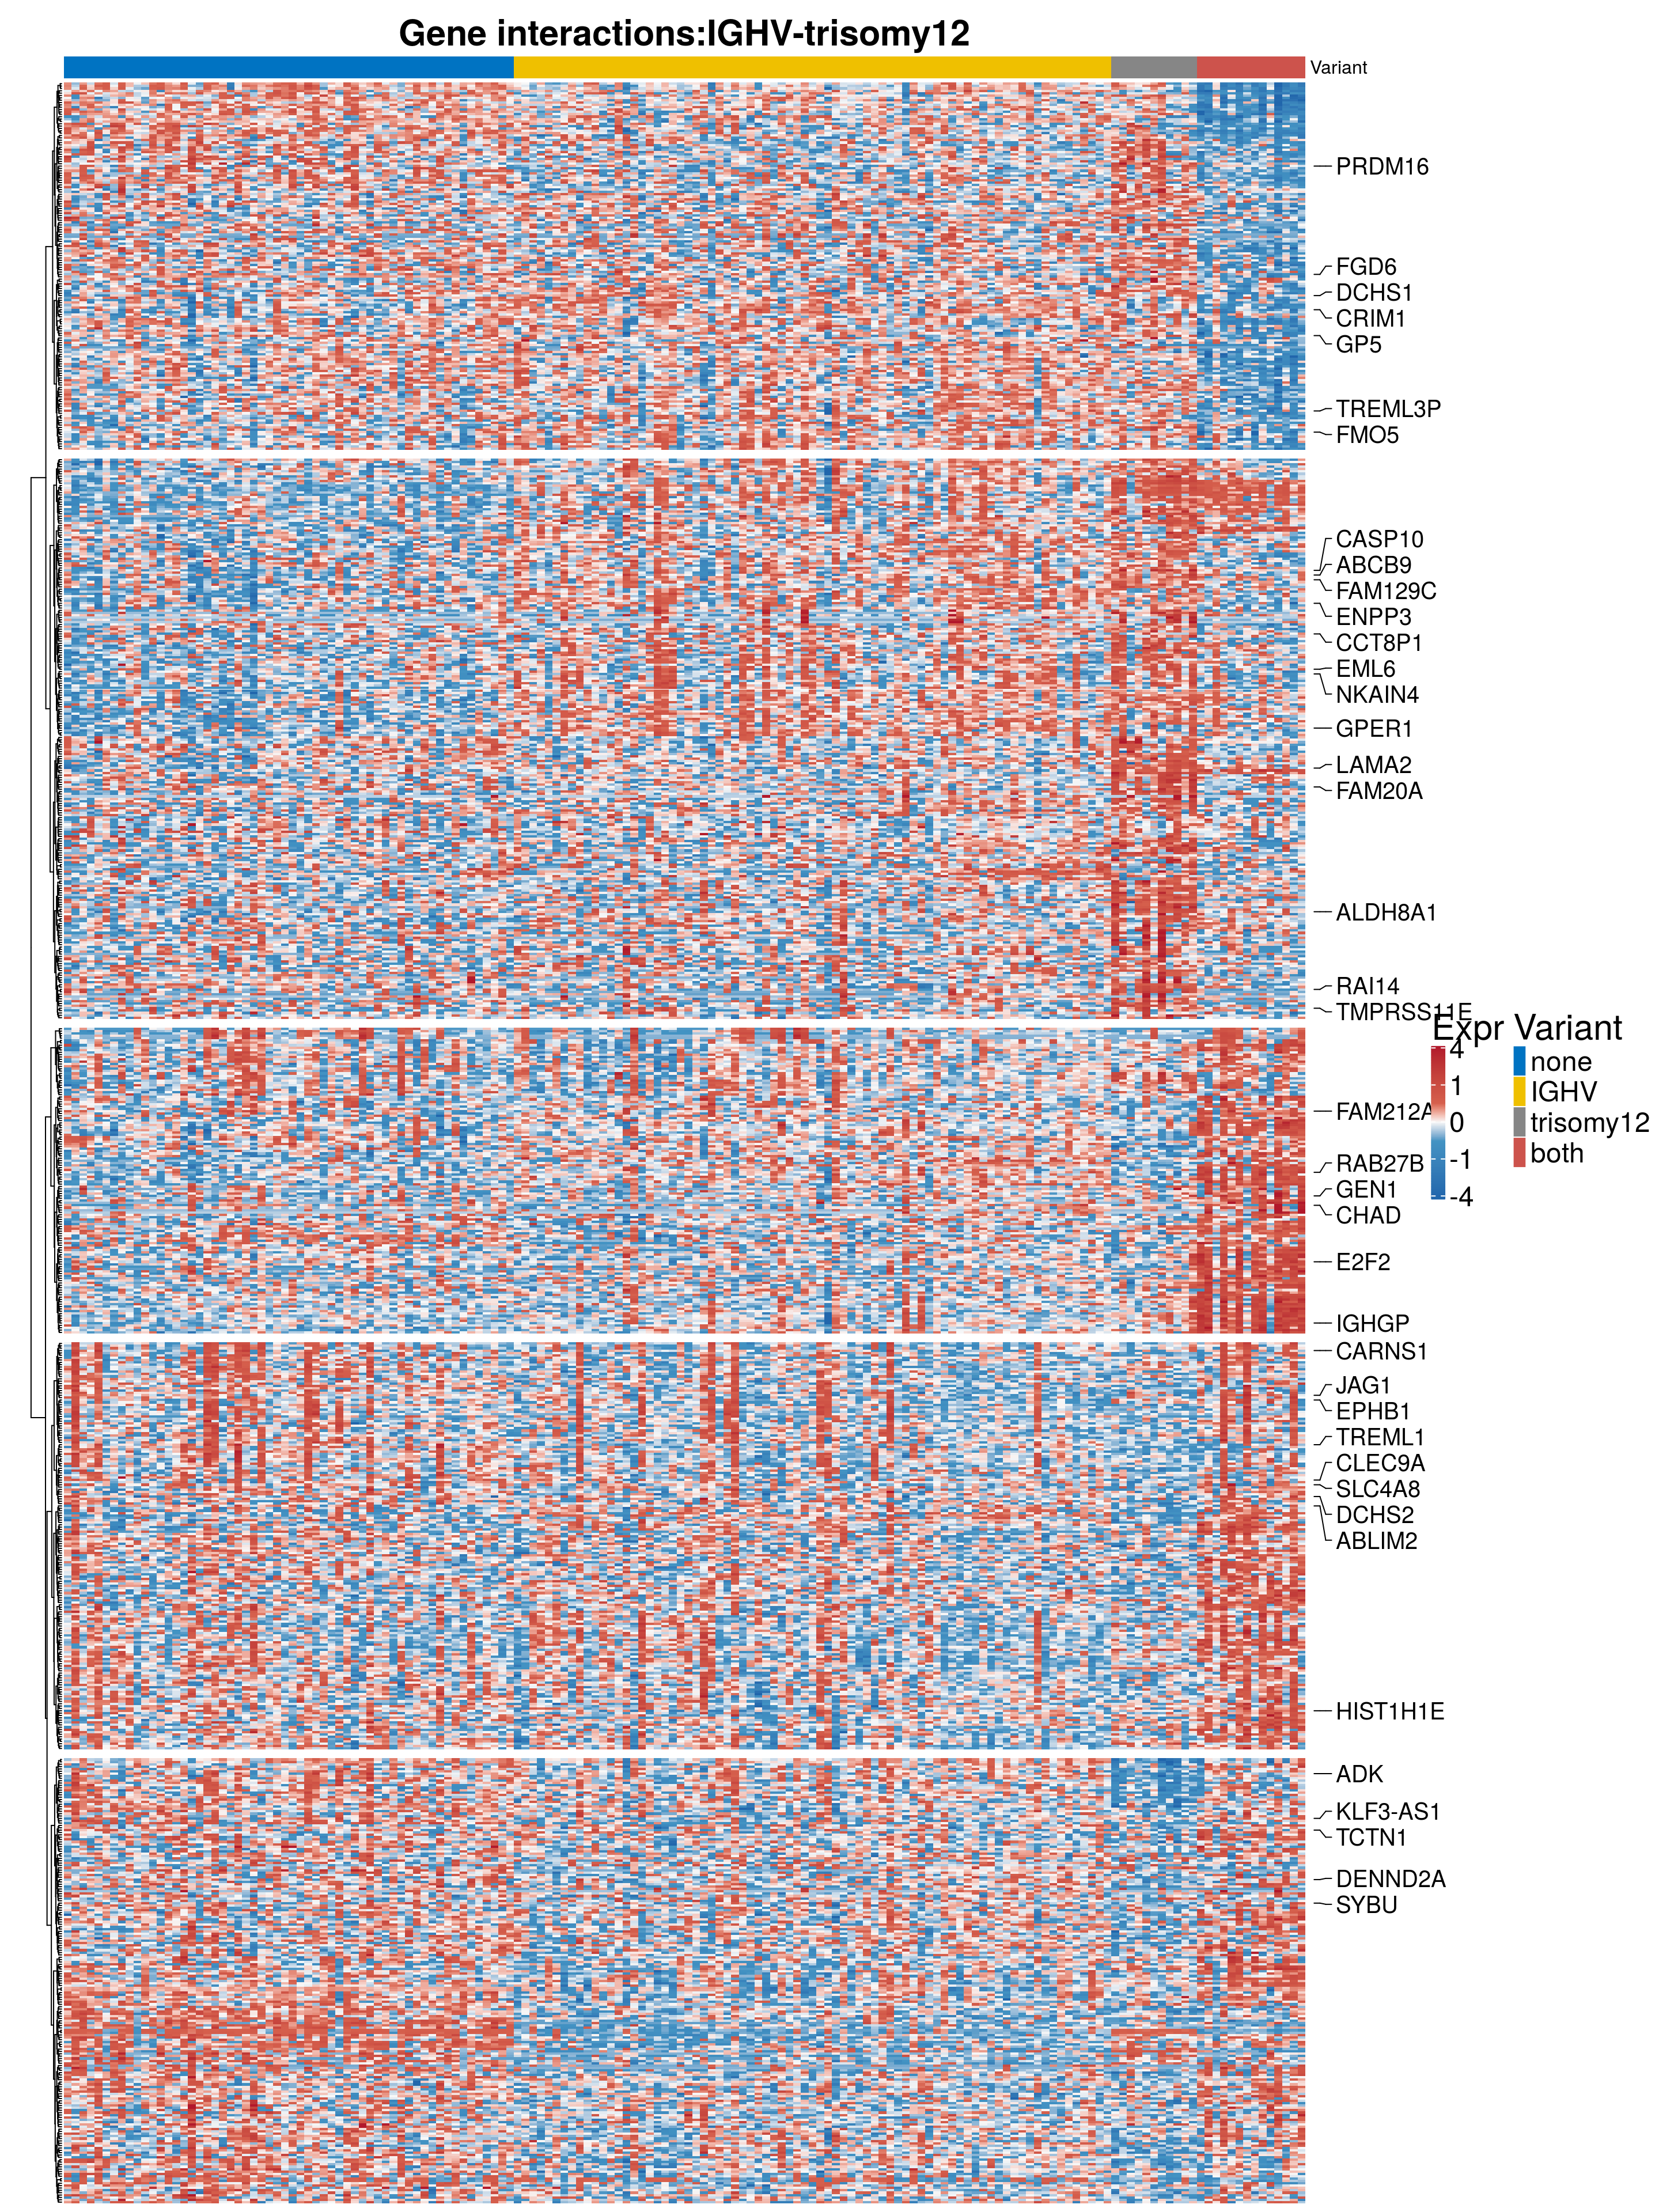 Gene interactions:IGHV-trisomy12
Variant
PRDM16
FGD6
DCHS1
CRIM1
GP5
TREML3P
FMO5
CASP10
ABCB9
FAM129C
ENPP3
CCT8P1
EML6
NKAIN4
GPER1
LAMA2
FAM20A
ALDH8A1
RAI14
TMPRSS11E
FAM212A
RAB27B
GEN1
CHAD
E2F2
IGHGP
CARNS1
JAG1
EPHB1
TREML1
CLEC9A
SLC4A8
DCHS2
ABLIM2
HIST1H1E
ADK
KLF3-AS1
TCTN1
DENND2A
SYBU
Expr
4
1
0
-1
-4
Variant
none
IGHV
trisomy12
both